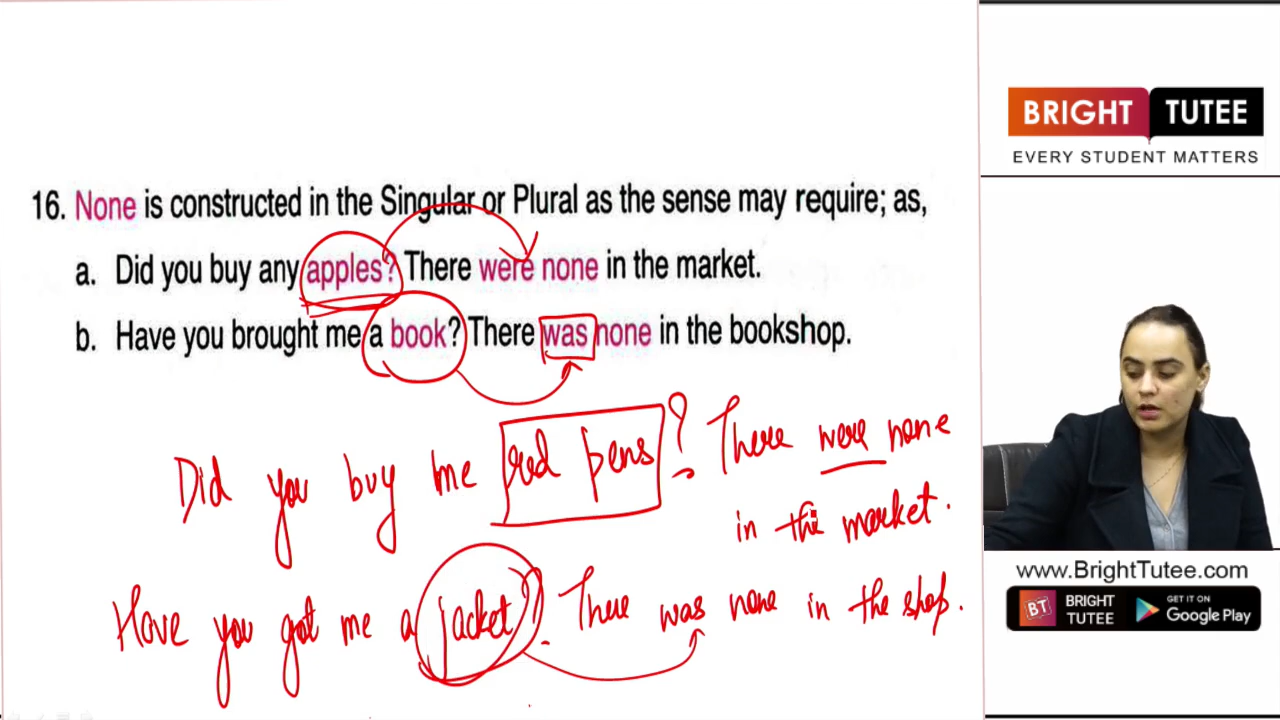 16. None is constructed in the Singular or Plural as the sense may require; as,
a. Did you buy any apples? There were none in the market.
b. Have you brought me a book? There was none in the bookshop.
Did you buy me red pens? There were none
in the market.
Have you got me a jacket? There was none in the shop.
BRIGHT TUTEE
EVERY STUDENT MATTERS
www.BrightTutee.com
BT BRIGHT TUTEE
GET IT ON
Google Play